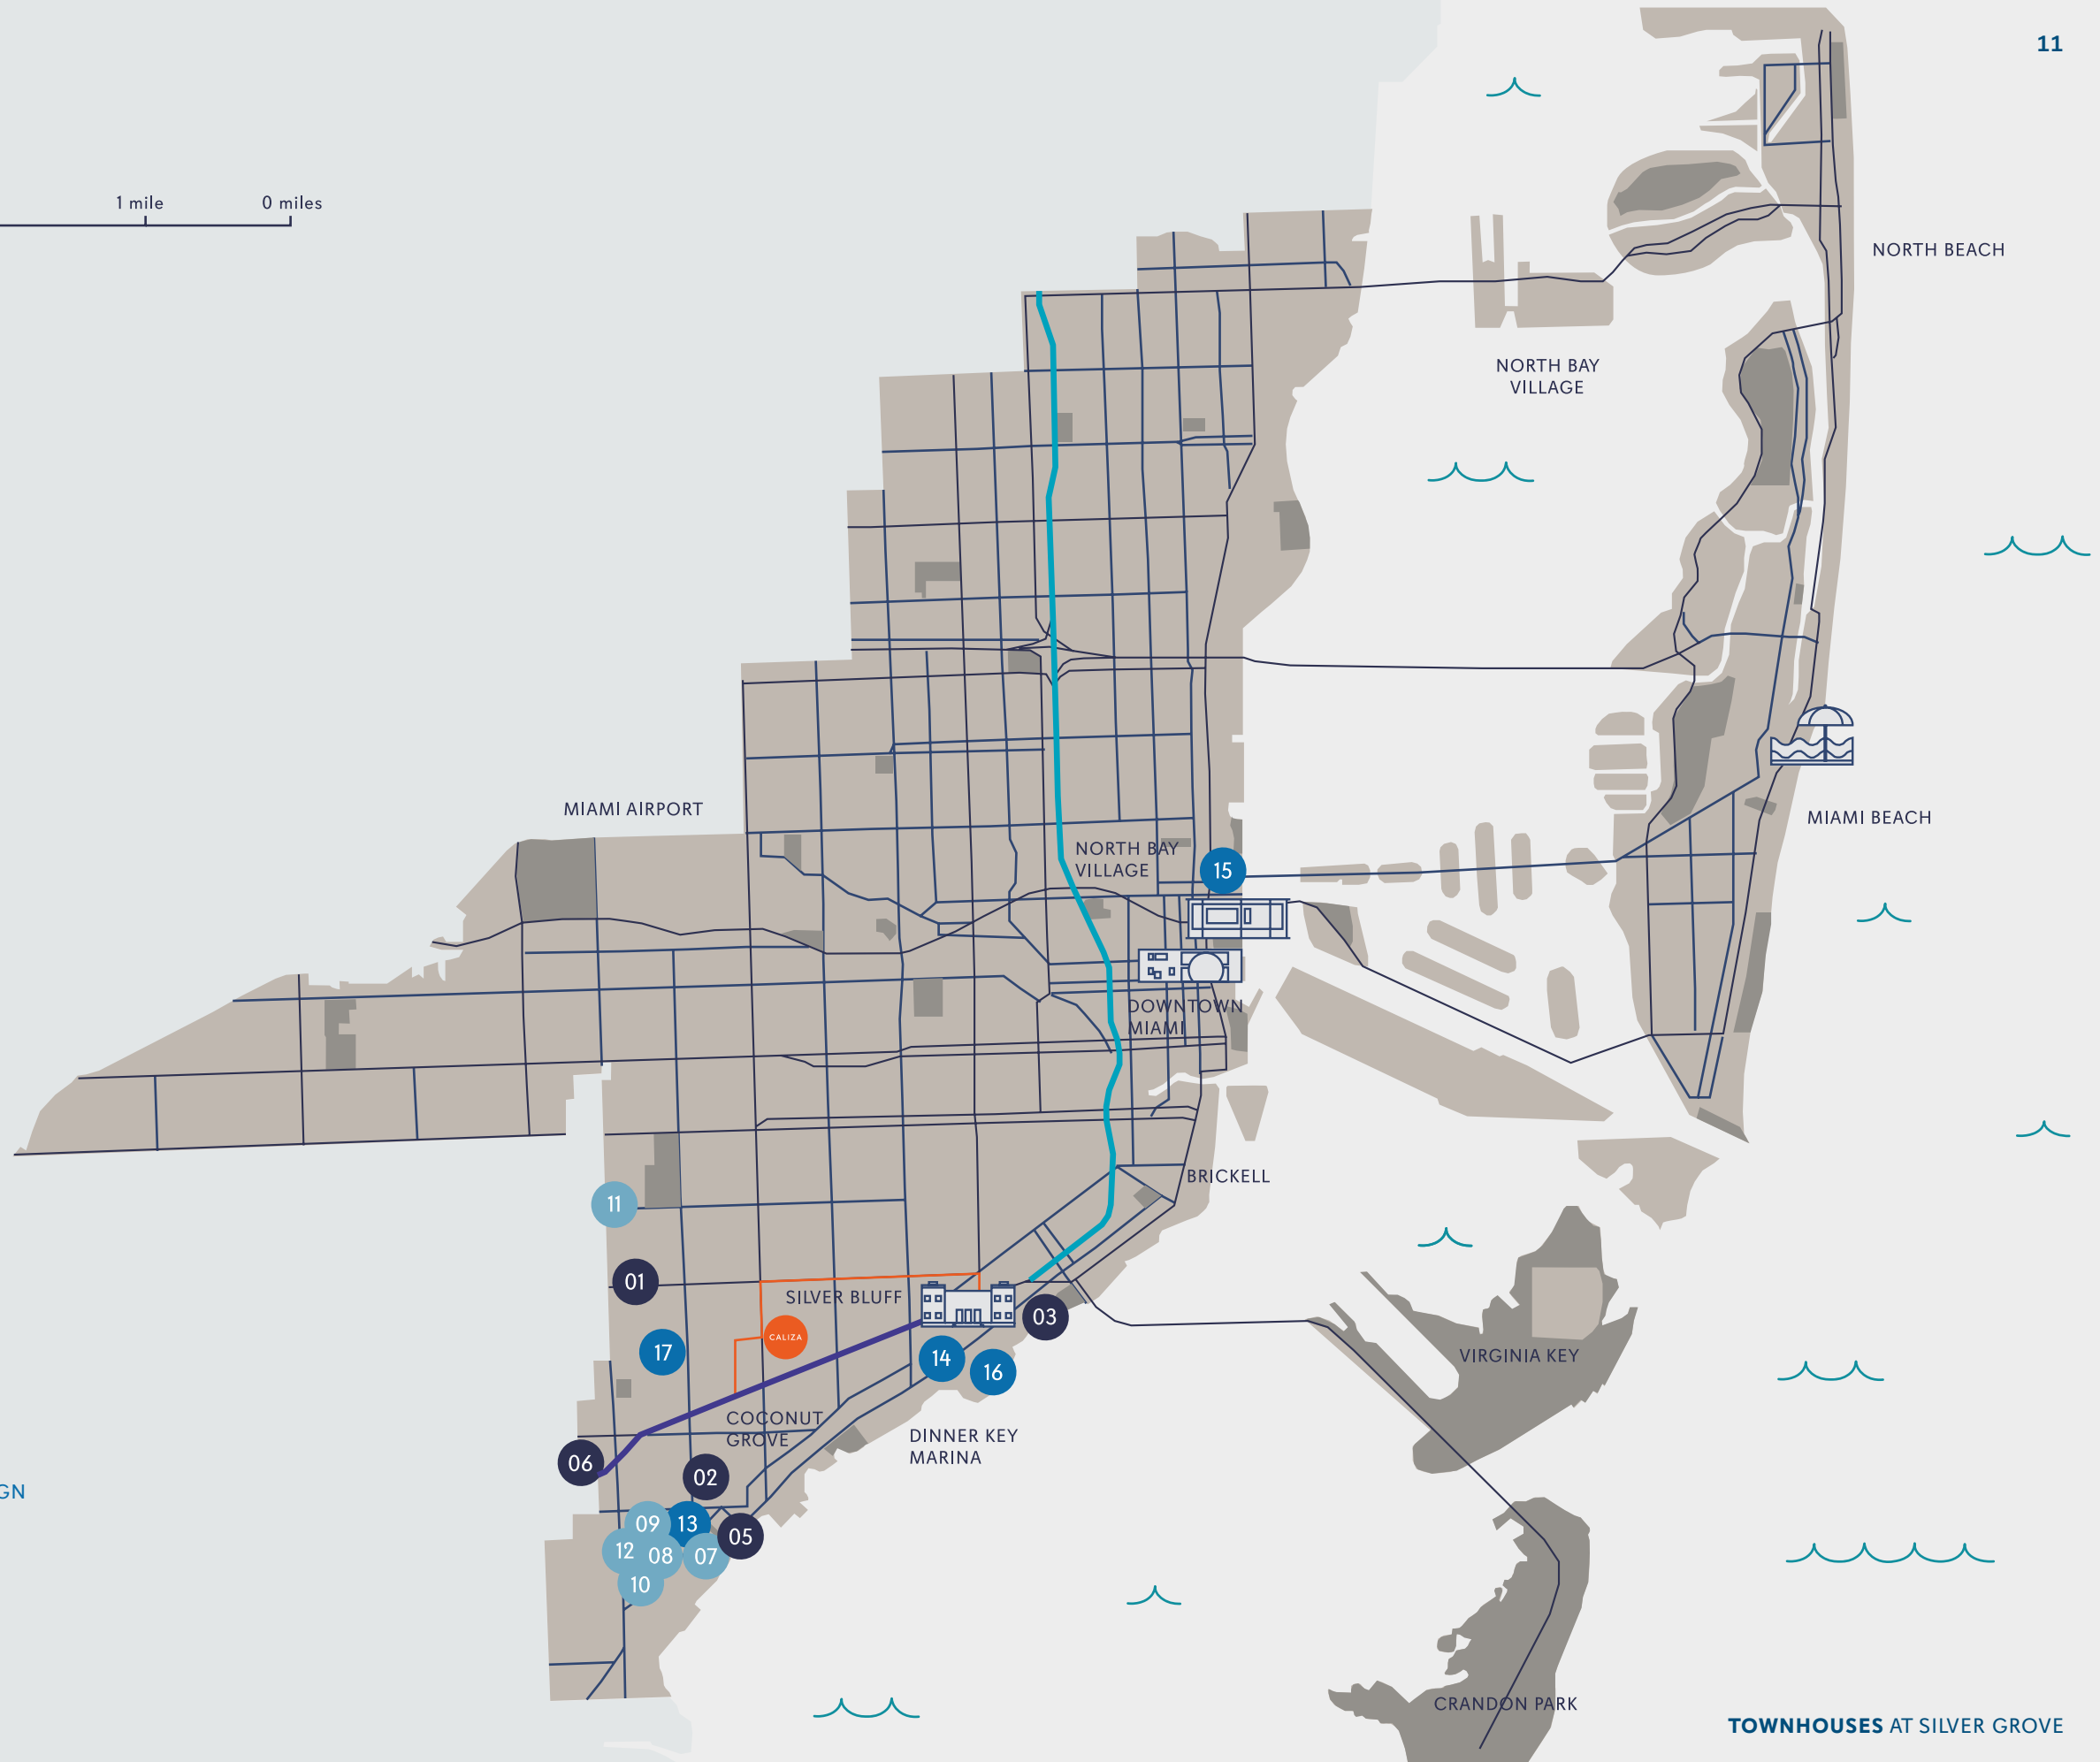 11
1 mile
0 miles
NORTH BEACH
NORTH BAY
VILLAGE
MIAMI AIRPORT
MIAMI BEACH
NORTH BAY
VILLAGE
15
DOWNTOWN
MIAMI
BRICKELL
11
01
SILVER BLUFF
03
CALIZA
17
14
16
VIRGINIA KEY
COCONUT
GROVE
DINNER KEY
MARINA
06
02
GN
09
13
05
12
08
07
10
CRANDON PARK
TOWNHOUSES AT SILVER GROVE